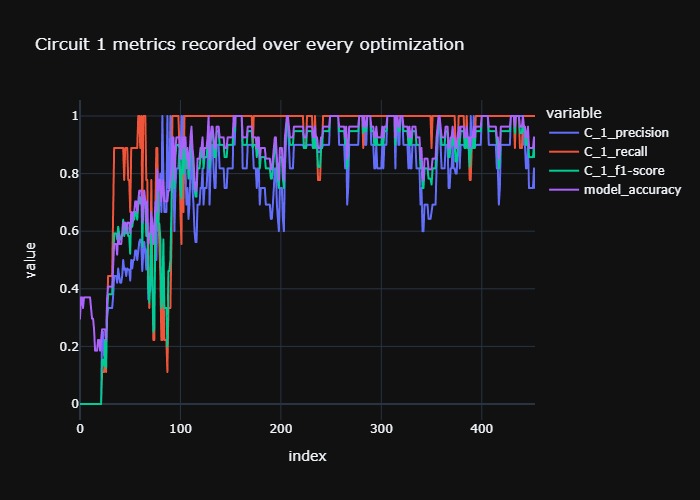 Circuit 1 metrics recorded over every optimization
variable
C_1_precision
C_1_recall
C_1_f1-score
model_accuracy
value
1
0.8
0.6
0.4
0.2
0
0 100 200 300 400
index